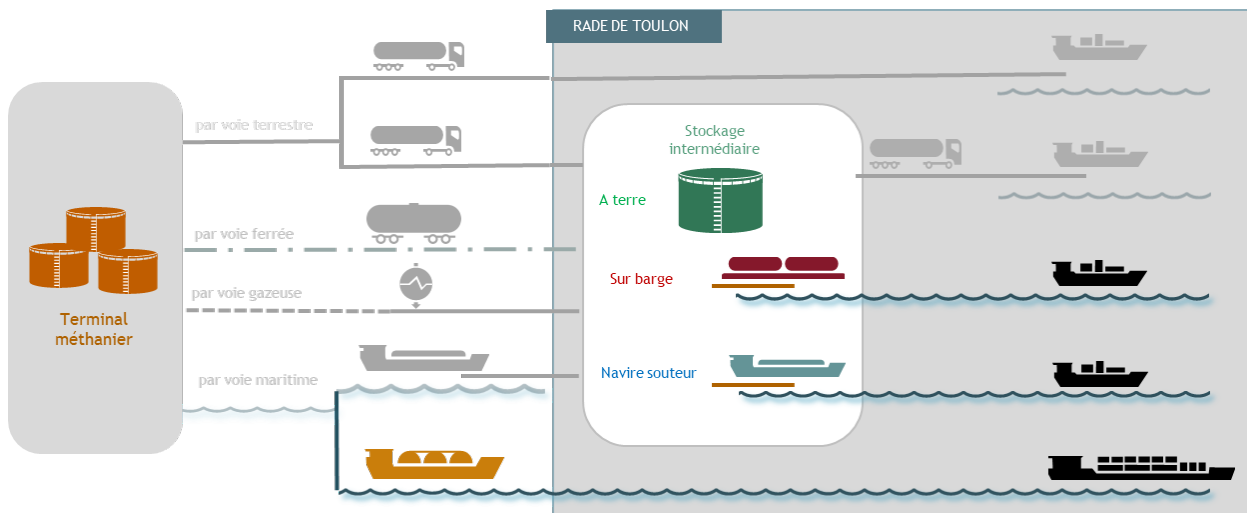 RADE DE TOULON
par voie terrestre
Stockage
intermédiaire
A terre
par voie ferrée
Sur barge
par voie gazeuse
Terminal
méthanier
Navire souteur
par voie maritime